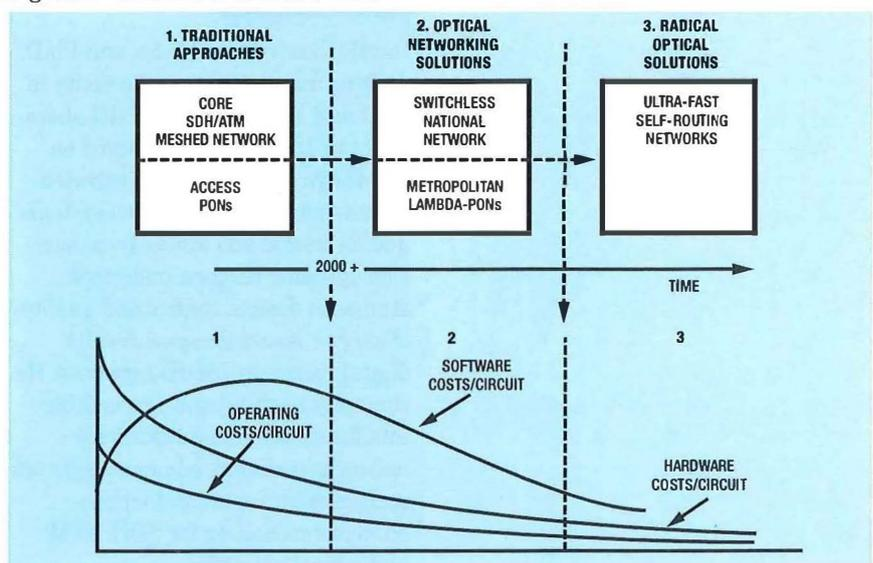 1. TRADITIONAL
APPROACHES
2. OPTICAL
NETWORKING
SOLUTIONS
3. RADICAL
OPTICAL
SOLUTIONS
CORE
SDH/ATM
MESHED NETWORK
ACCESS
PONs
SWITCHLESS
NATIONAL
NETWORK
METROPOLITAN
LAMBDA-PONs
ULTRA-FAST
SELF-ROUTING
NETWORKS
2000 +
TIME
1
2
3
SOFTWARE
COSTS/CIRCUIT
OPERATING
COSTS/CIRCUIT
HARDWARE
COSTS/CIRCUIT